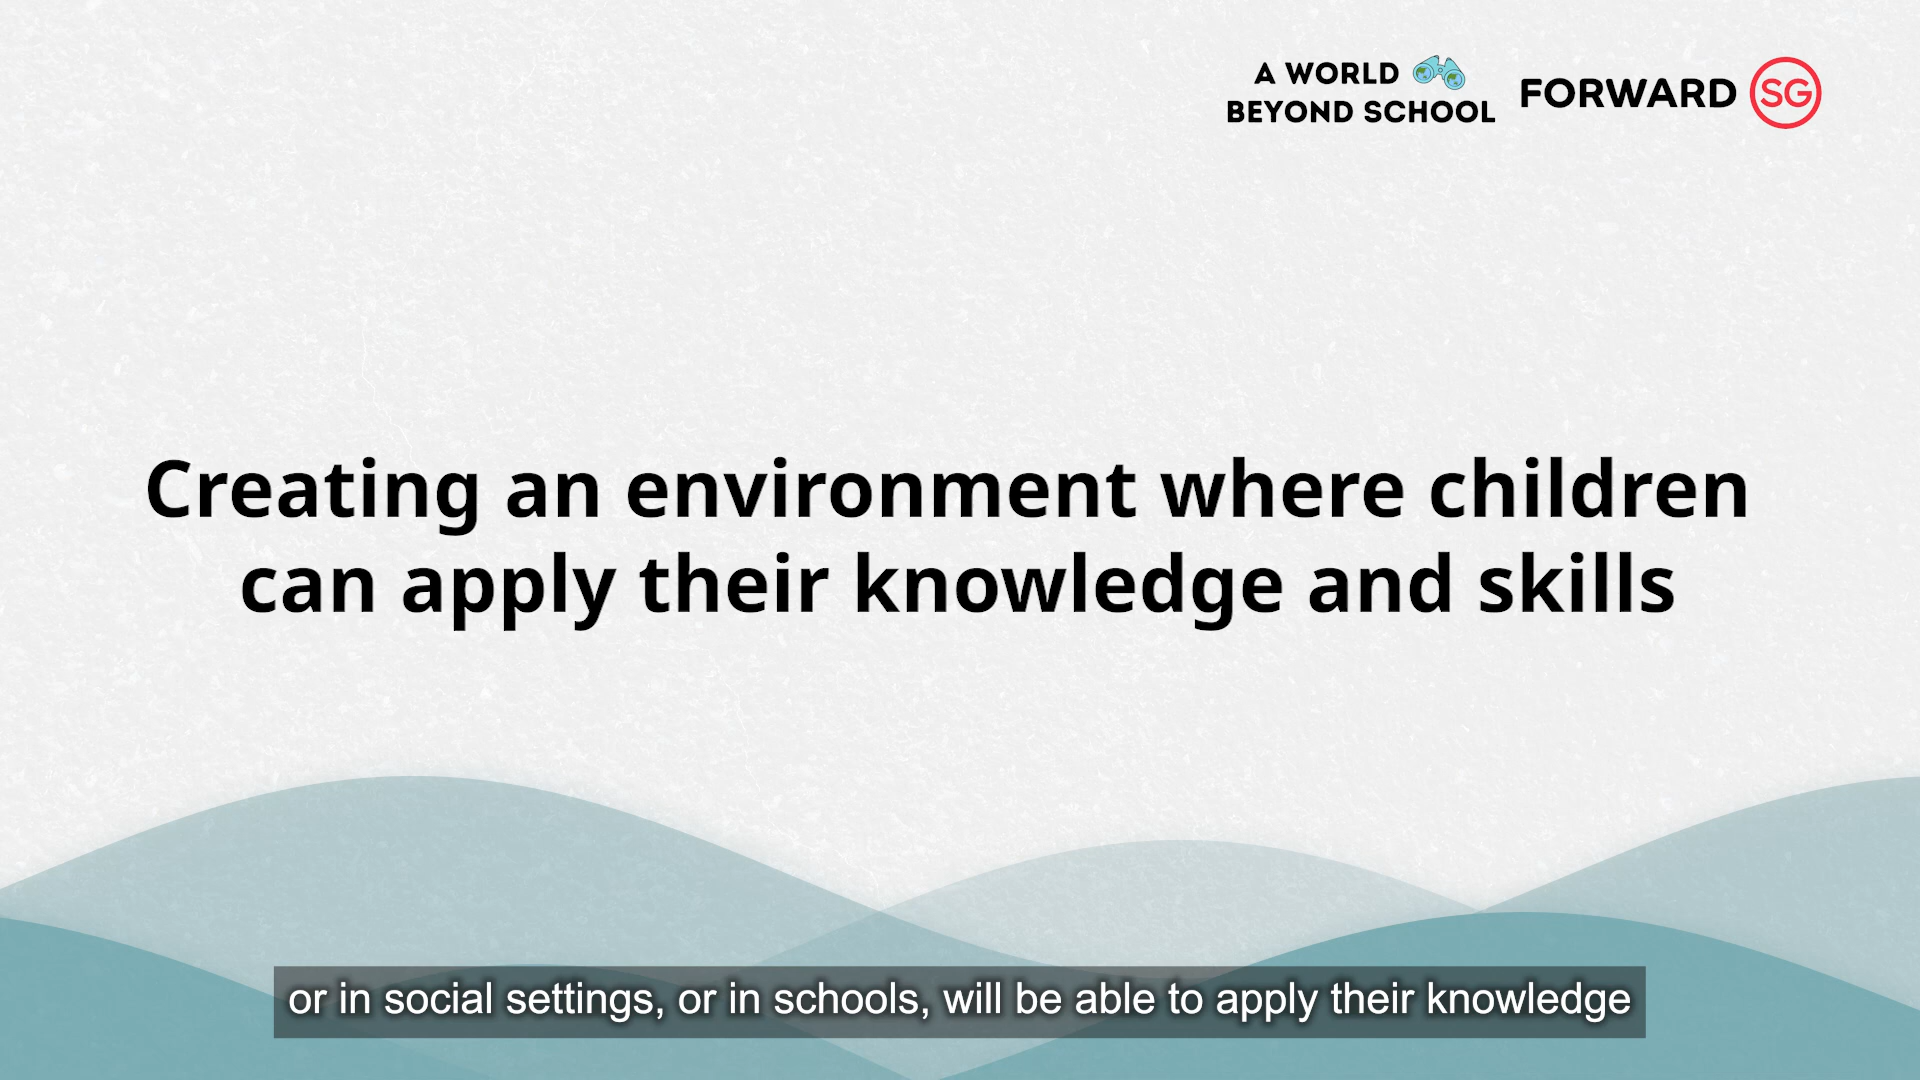 A WORLD
BEYOND SCHOOL
FORWARD SG
Creating an environment where children
can apply their knowledge and skills
or in social settings, or in schools, will be able to apply their knowledge